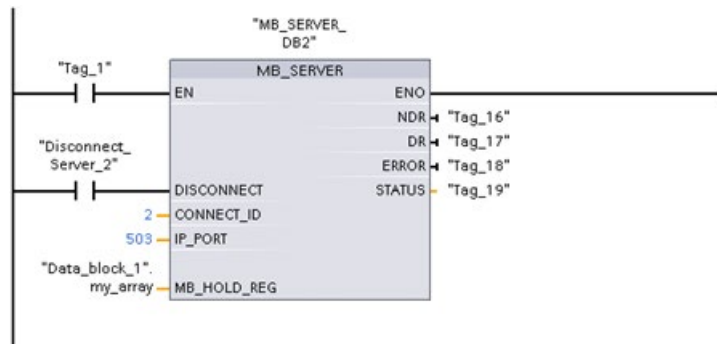 "MB_SERVER_
DB2"
"Tag_1"
MB_SERVER
EN
ENO
NDR
"Tag_16"
DR
"Tag_17"
"Disconnect_
Server_2"
ERROR
"Tag_18"
DISCONNECT
STATUS
"Tag_19"
2
CONNECT_ID
503
IP_PORT
"Data_block_1".
my_array
MB_HOLD_REG